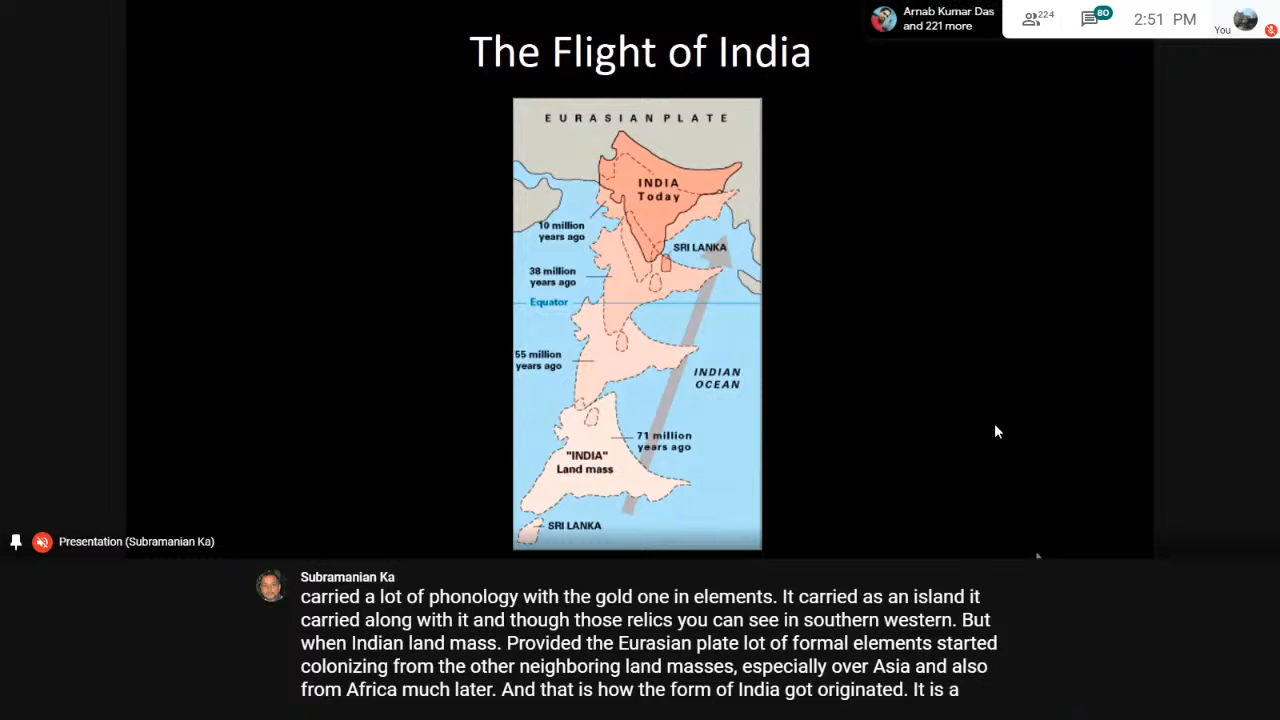 Arnab Kumar Das
and 221 more
224
80
2:51 PM
You
The Flight of India
EURASIAN PLATE
INDIA
Today
10 million
years ago
SRI LANKA
38 million
years ago
Equator
55 million
years ago
INDIAN
OCEAN
71 million
years ago
"INDIA"
Land mass
SRI LANKA
Presentation (Subramanian Ka)
Subramanian Ka
carried a lot of phonology with the gold one in elements. It carried as an island it
carried along with it and though those relics you can see in southern western. But
when Indian land mass. Provided the Eurasian plate lot of formal elements started
colonizing from the other neighboring land masses, especially over Asia and also
from Africa much later. And that is how the form of India got originated. It is a